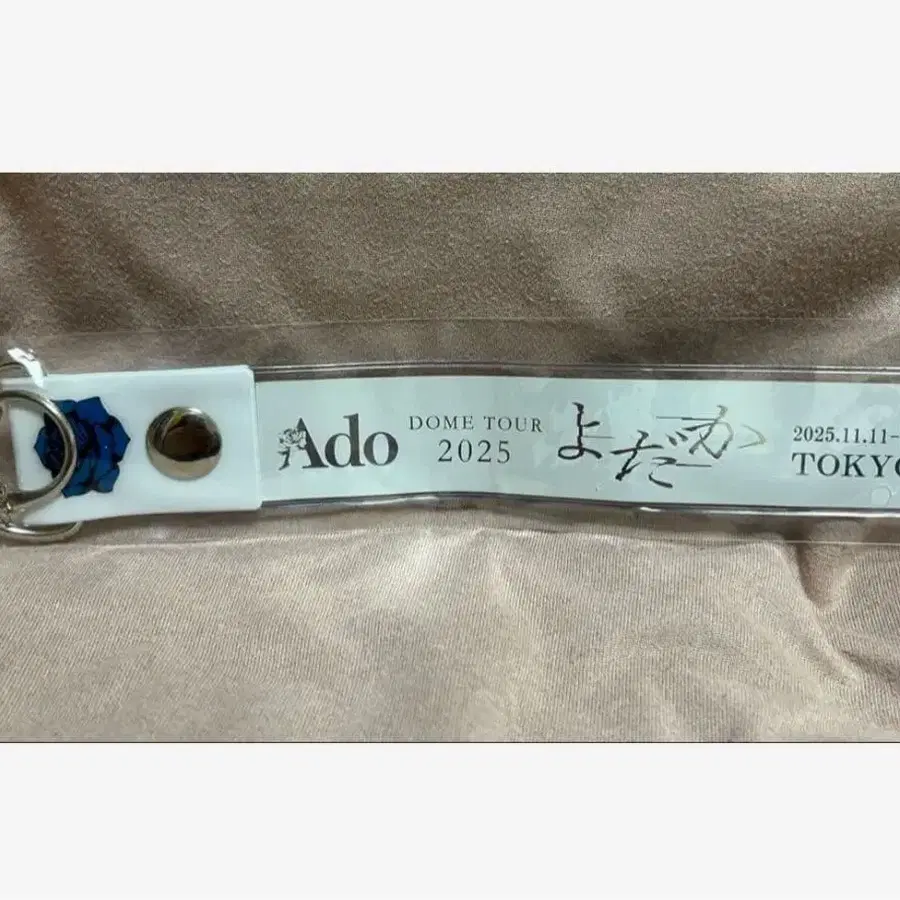 Ado
DOME TOUR
2025
よだか
2025.11.11-
TOKYO